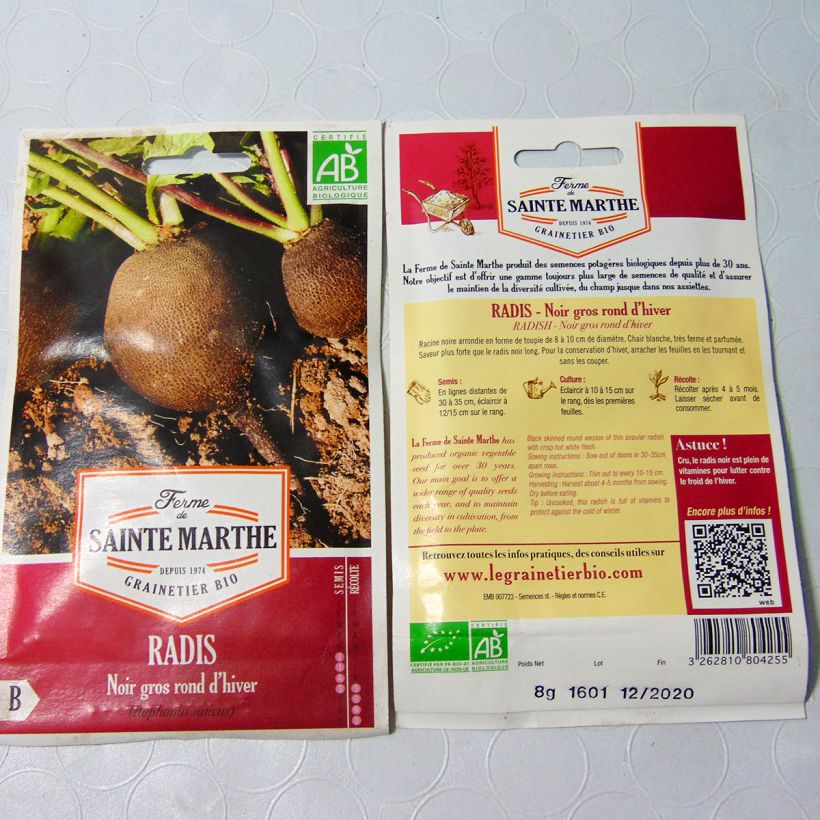 CERTIFIÉ
AB
AGRICULTURE
BIOLOGIQUE
Ferme
de
SAINTE MARTHE
DEPUIS 1974
GRAINETIER BIO
RADIS
Noir gros rond d'hiver
(Raphanus sativus)
B
SEMIS
RÉCOLTE
Ferme
de
SAINTE MARTHE
DEPUIS 1974
GRAINETIER BIO
La Ferme de Sainte Marthe produit des semences potagères biologiques depuis plus de 30 ans.
Notre objectif est d'offrir une gamme toujours plus large de semences de qualité et d'assurer
le maintien de la diversité cultivée, du champ jusque dans nos assiettes.
RADIS - Noir gros rond d'hiver
RADISH - Noir gros rond d'hiver
Racine noire arrondie en forme de toupie de 8 à 10 cm de diamètre. Chair blanche, très ferme et parfumée.
Saveur plus forte que le radis noir long. Pour la conservation d'hiver, arracher les feuilles en les tournant et
sans les couper.
Semis :
En lignes distantes de
30 à 35 cm, éclaircir à
12/15 cm sur le rang.
Culture :
Eclaircir à 10 à 15 cm sur
le rang, dès les premières
feuilles.
Récolte :
Récolter après 4 à 5 mois.
Laisser sécher avant de
consommer.
La Ferme de Sainte Marthe has
produced organic vegetable
seed for over 30 years.
Our main goal is to offer a
wider range of quality seeds
each year, and to maintain
diversity in cultivation, from
the field to the plate.
Black skinned round version of this popular radish
with crisp hot white flesh.
Sowing instructions : Sow out of doors in 30-35cm
apart rows.
Growing instructions : Thin out to every 10-15 cm.
Harvesting : Harvest about 4-5 months from sowing.
Dry before eating.
Tip : Uncooked, this radish is full of vitamins to
protect against the cold of winter.
Astuce !
Cru, le radis noir est plein de
vitamines pour lutter contre
le froid de l'hiver.
Encore plus d'infos !
web
Retrouvez toutes les infos pratiques, des conseils utiles sur
www.legrainetierbio.com
EMB 007723 - Semences st. - Règles et normes C.E.
CERTIFIÉ PAR FR-BIO-01
AGRICULTURE UE/NON-UE
CERTIFIÉ
AB
AGRICULTURE
BIOLOGIQUE
Poids Net Lot Fin
8g 1601 12/2020
3 262810 804255